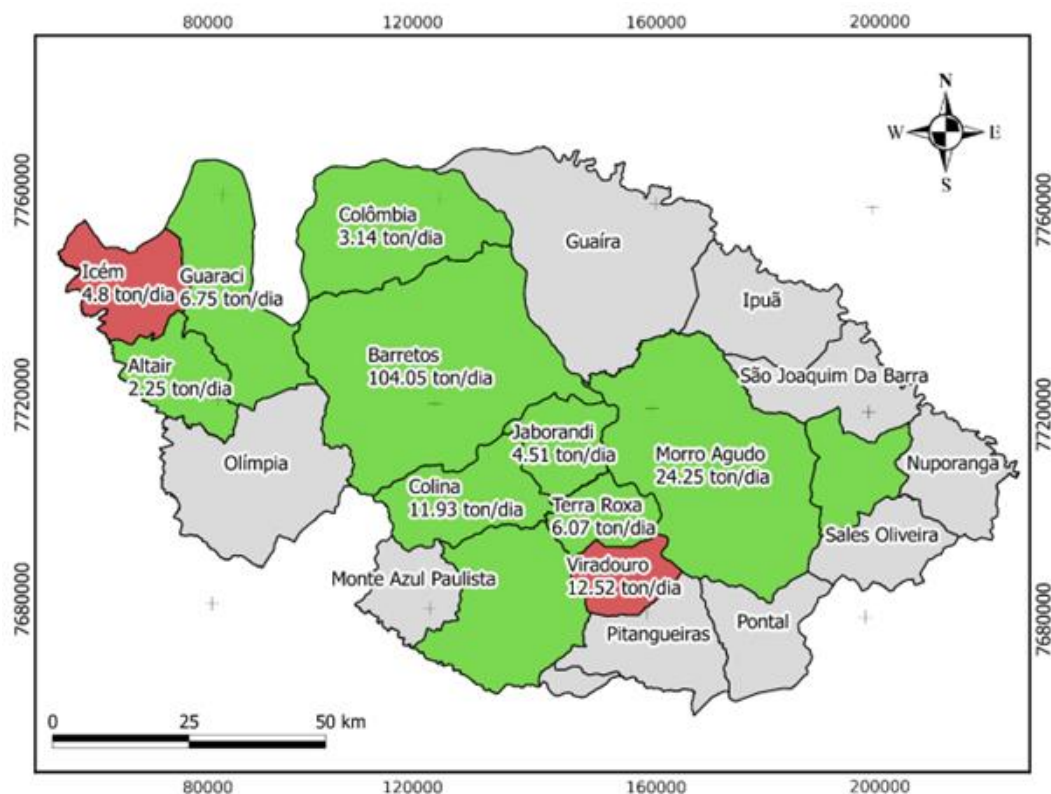 80000 120000 160000 200000
N
W E
S
7760000
7760000
Colômbia
3.14 ton/dia
Guaíra
Icém
4.8 ton/dia
Guaraci
6.75 ton/dia
Ipuã
Altair
2.25 ton/dia
Barretos
104.05 ton/dia
São Joaquim Da Barra
7720000
7720000
Jaborandi
4.51 ton/dia
Olímpia
Morro Agudo
24.25 ton/dia
Nuporanga
Colina
11.93 ton/dia
Terra Roxa
6.07 ton/dia
Sales Oliveira
Viradouro
12.52 ton/dia
Monte Azul Paulista
7680000
7680000
Pitangueiras
Pontal
0 25 50 km
80000 120000 160000 200000